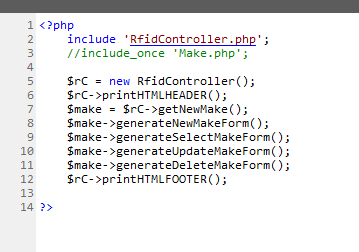 1 <?php
2 include 'RfidController.php';
3 //include_once 'Make.php';
4
5 $rC = new RfidController();
6 $rC->printHTMLHEADER();
7 $make = $rC->getNewMake();
8 $make->generateNewMakeForm();
9 $make->generateSelectMakeForm();
10 $make->generateUpdateMakeForm();
11 $make->generateDeleteMakeForm();
12 $rC->printHTMLFOOTER();
13
14 ?>